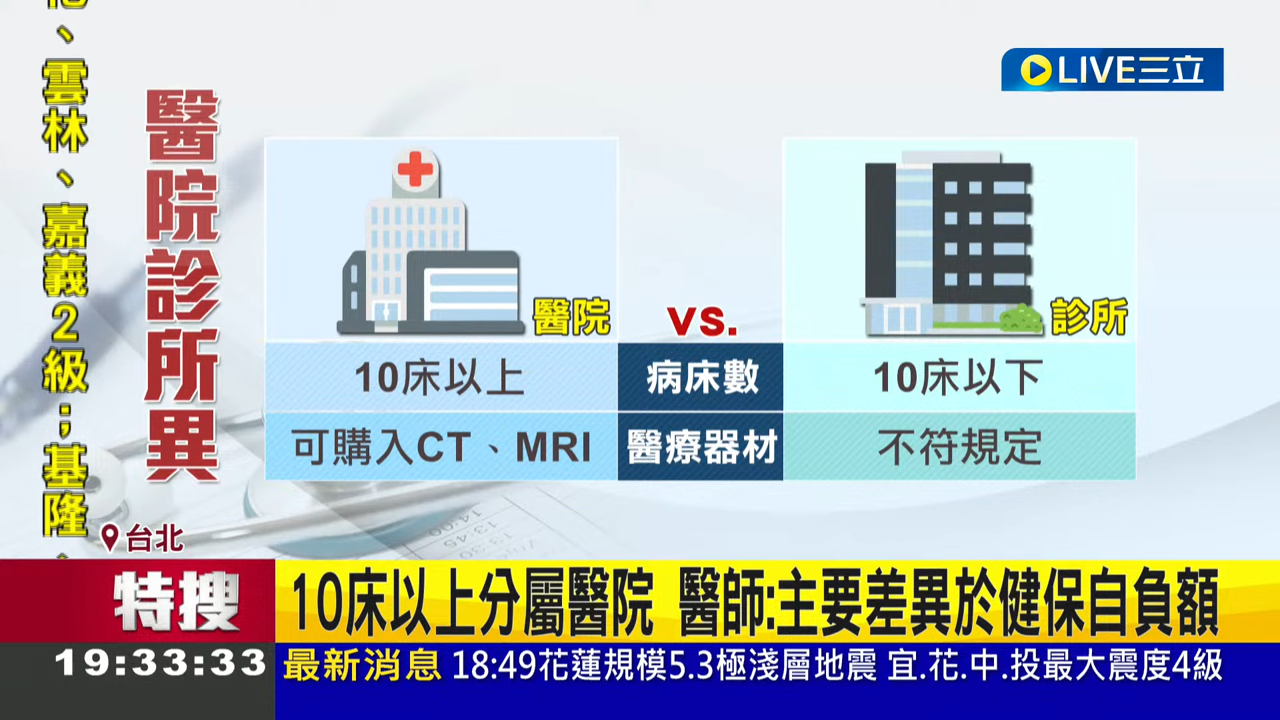 、雲林、嘉義2級；基隆、
醫院診所異
LIVE三立
醫院
vs.
診所
10床以上
病床數
10床以下
可購入CT、MRI
醫療器材
不符規定
台北
特搜
10床以上分屬醫院 醫師:主要差異於健保自負額
19:33:33
最新消息 18:49花蓮規模5.3極淺層地震 宜.花.中.投最大震度4級